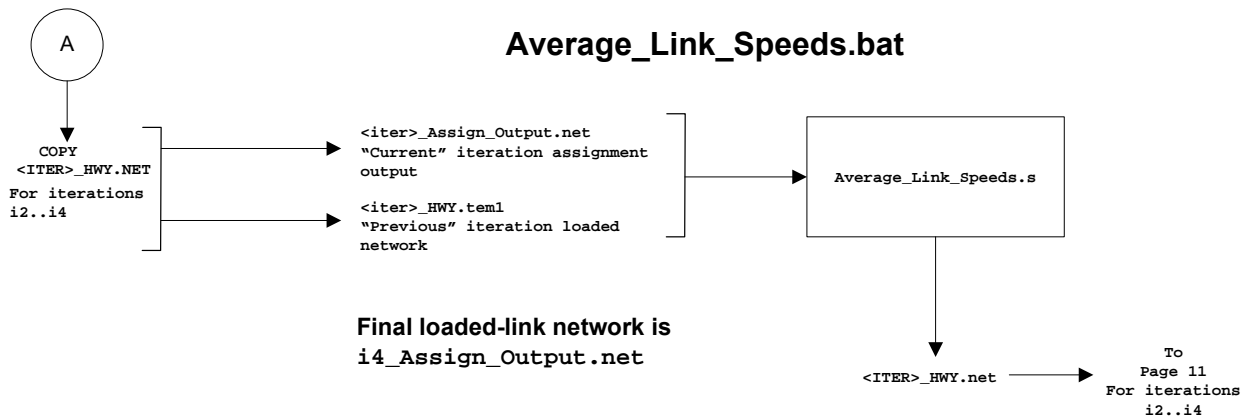 A
Average_Link_Speeds.bat
COPY
<ITER>_HWY.NET
For iterations
i2..i4
<iter>_Assign_Output.net
“Current” iteration assignment
output
<iter>_HWY.tem1
“Previous” iteration loaded
network
Average_Link_Speeds.s
Final loaded-link network is
i4_Assign_Output.net
<ITER>_HWY.net
To
Page 11
For iterations
i2..i4